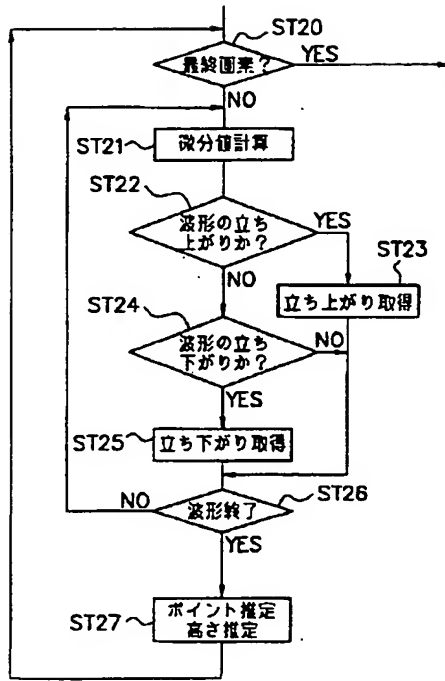 ST20
最終画素?
YES
NO
ST21
微分値計算
ST22
波形の立ち
上がりか?
YES
ST23
NO
立ち上がり取得
ST24
波形の立ち
下がりか?
NO
YES
ST25
立ち下がり取得
NO
ST26
波形終了
YES
ST27
ポイント推定
高さ推定